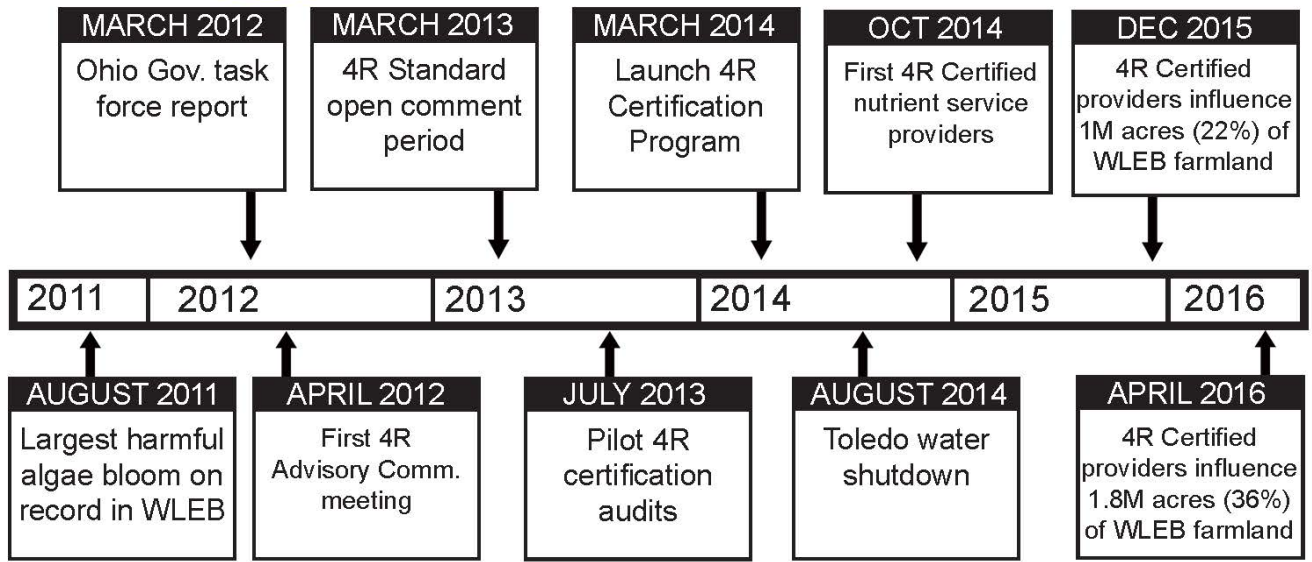 MARCH 2012
Ohio Gov. task
force report
MARCH 2013
4R Standard
open comment
period
MARCH 2014
Launch 4R
Certification
Program
OCT 2014
First 4R Certified
nutrient service
providers
DEC 2015
4R Certified
providers influence
1M acres (22%) of
WLEB farmland
2011
2012
2013
2014
2015
2016
AUGUST 2011
Largest harmful
algae bloom on
record in WLEB
APRIL 2012
First 4R
Advisory Comm.
meeting
JULY 2013
Pilot 4R
certification
audits
AUGUST 2014
Toledo water
shutdown
APRIL 2016
4R Certified
providers influence
1.8M acres (36%)
of WLEB farmland